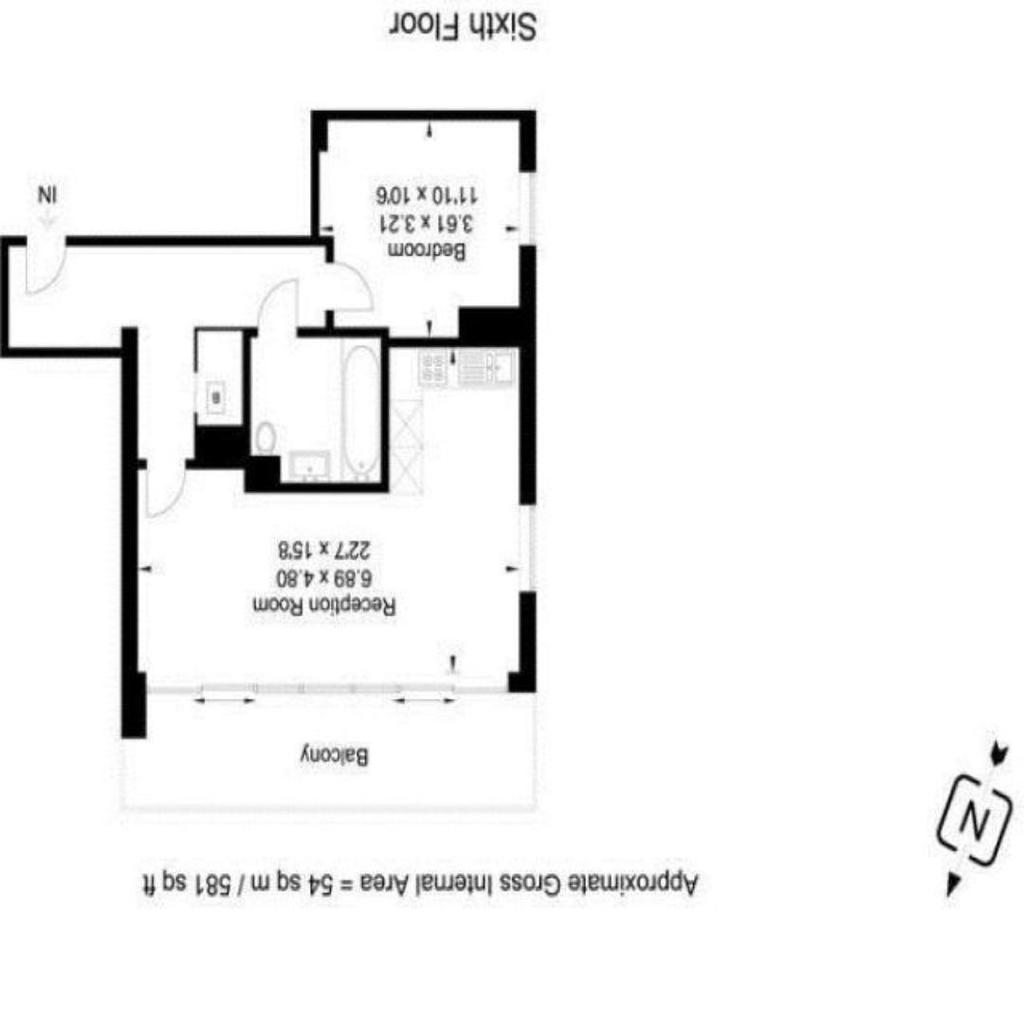 Approximate Gross Internal Area = 54 sq m / 581 sq ft
N
Balcony
Reception Room
6.89 x 4.80
22'7 x 15'8
B
Bedroom
3.61 x 3.21
11'10 x 10'6
IN
Sixth Floor